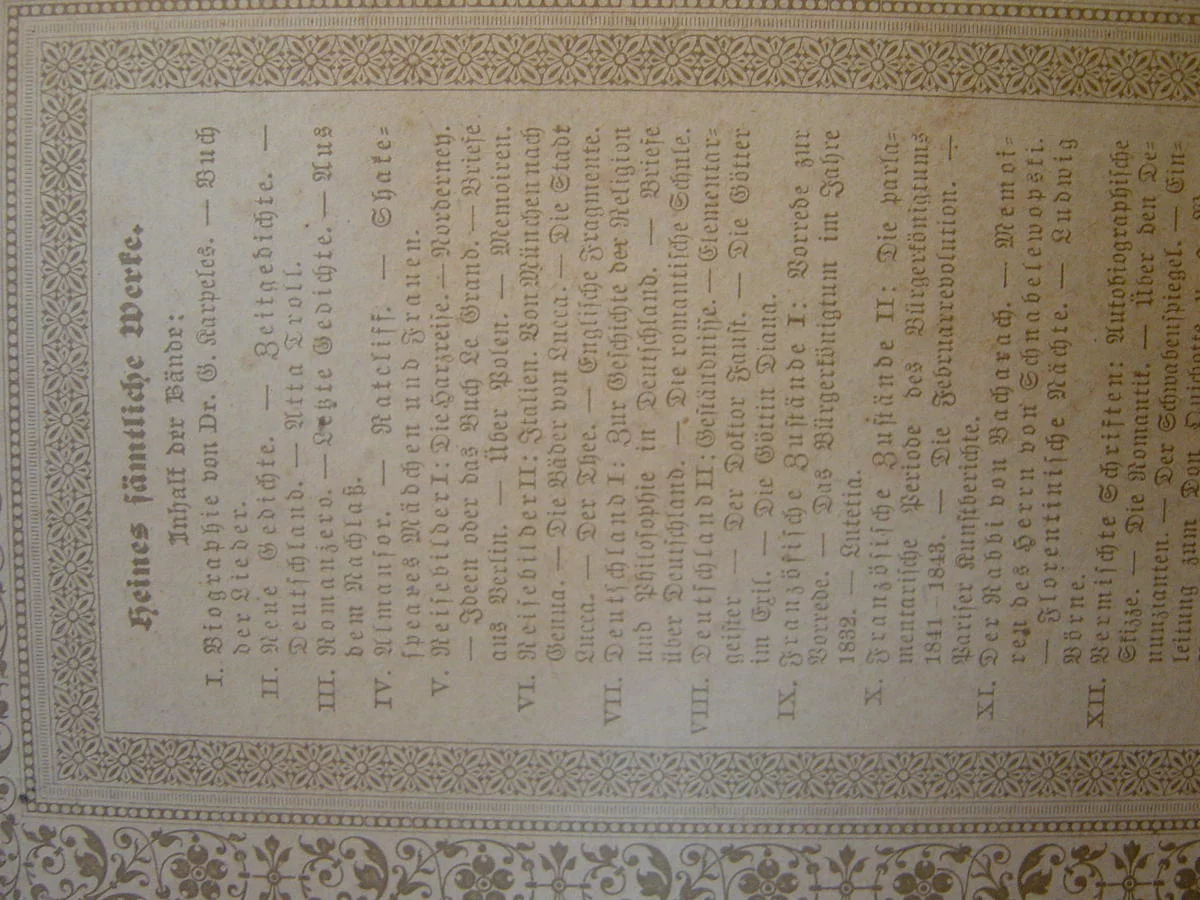 Heines sämtliche Werke.
Inhalt der Bände:
I. Biographie von Dr. G. Karpeles. — Buch
der Lieder.
II. Neue Gedichte. — Zeitgedichte. —
Deutschland. — Atta Troll.
III. Romanzero. — Letzte Gedichte. — Aus
dem Nachlaß.
IV. Almansor. — Ratcliff. — Shake=
speares Mädchen und Frauen.
V. Reisebilder I: Die Harzreise. — Norderney.
— Ideen oder das Buch Le Grand. — Briefe
aus Berlin. — Über Polen. — Memoiren.
VI. Reisebilder II: Italien. Von München nach
Genua. — Die Bäder von Lucca. — Die Stadt
Lucca. — Der Thee. — Englische Fragmente.
VII. Deutschland I: Zur Geschichte der Religion
und Philosophie in Deutschland. — Briefe
über Deutschland. — Die romantische Schule.
VIII. Deutschland II: Geständnisse. — Elementar=
geister — Der Doktor Faust. — Die Götter
im Exil. — Die Göttin Diana.
IX. Französische Zustände I: Vorrede zur
Vorrede. — Das Bürgerkönigtum im Jahre
1832. — Lutetia.
X. Französische Zustände II: Die parla=
mentarische Periode des Bürgerkönigtums
1841–1843. — Die Februarrevolution. —
Pariser Kunstberichte.
XI. Der Rabbi von Bacharach. — Memoi=
ren des Herrn von Schnabelewopski.
— Florentinische Nächte. — Ludwig
Börne.
XII. Vermischte Schriften: Autobiographische
Skizze. — Die Romantik. — Über den De=
nunzianten. — Der Schwabenspiegel. — Ein=
leitung zum Don